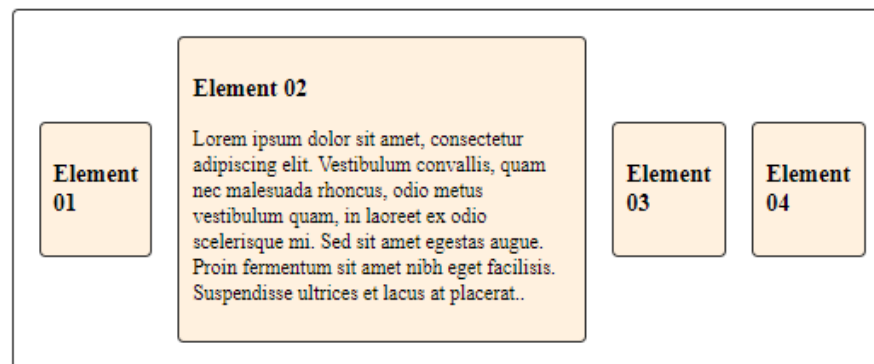 Element
01
Element 02
Lorem ipsum dolor sit amet, consectetur
adipiscing elit. Vestibulum convallis, quam
nec malesuada rhoncus, odio metus
vestibulum quam, in laoreet ex odio
scelerisque mi. Sed sit amet egestas augue.
Proin fermentum sit amet nibh eget facilisis.
Suspendisse ultrices et lacus at placerat..
Element
03
Element
04